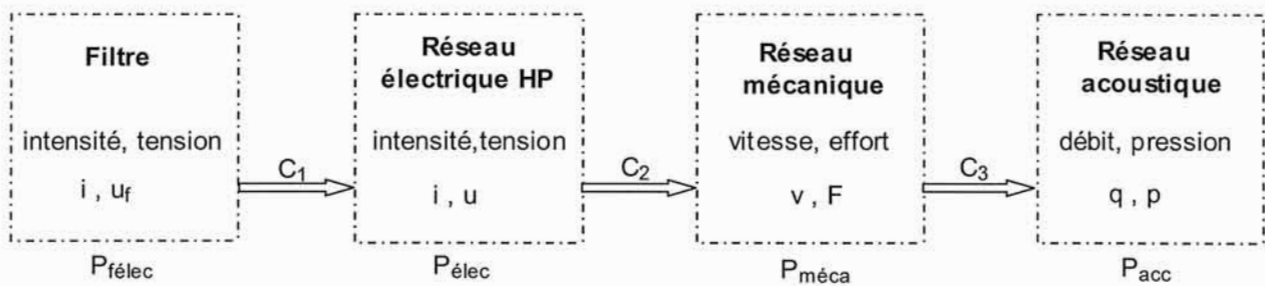 Filtre
intensité, tension
i , uf
Pfélec
C1
Réseau
électrique HP
intensité,tension
i , u
Pélec
C2
Réseau
mécanique
vitesse, effort
v , F
Pméca
C3
Réseau
acoustique
débit, pression
q , p
Pacc